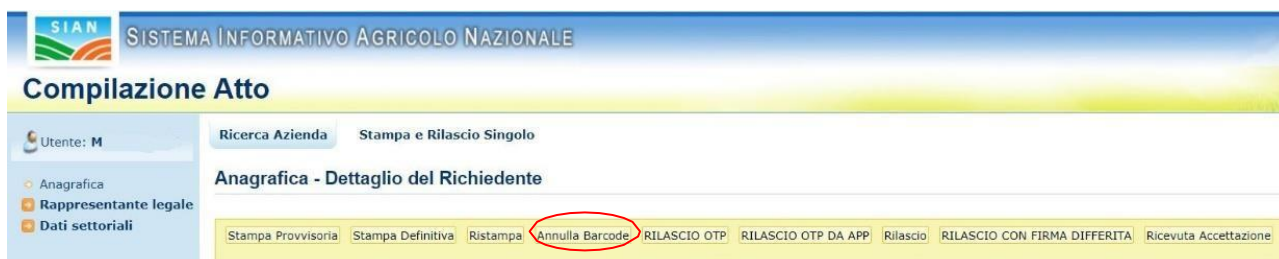 SIAN
SISTEMA INFORMATIVO AGRICOLO NAZIONALE
Compilazione Atto
Utente: M
Ricerca Azienda Stampa e Rilascio Singolo
Anagrafica - Dettaglio del Richiedente
Anagrafica
Rappresentante legale
Dati settoriali
Stampa Provvisoria Stampa Definitiva Ristampa Annulla Barcode RILASCIO OTP RILASCIO OTP DA APP Rilascio RILASCIO CON FIRMA DIFFERITA Ricevuta Accettazione